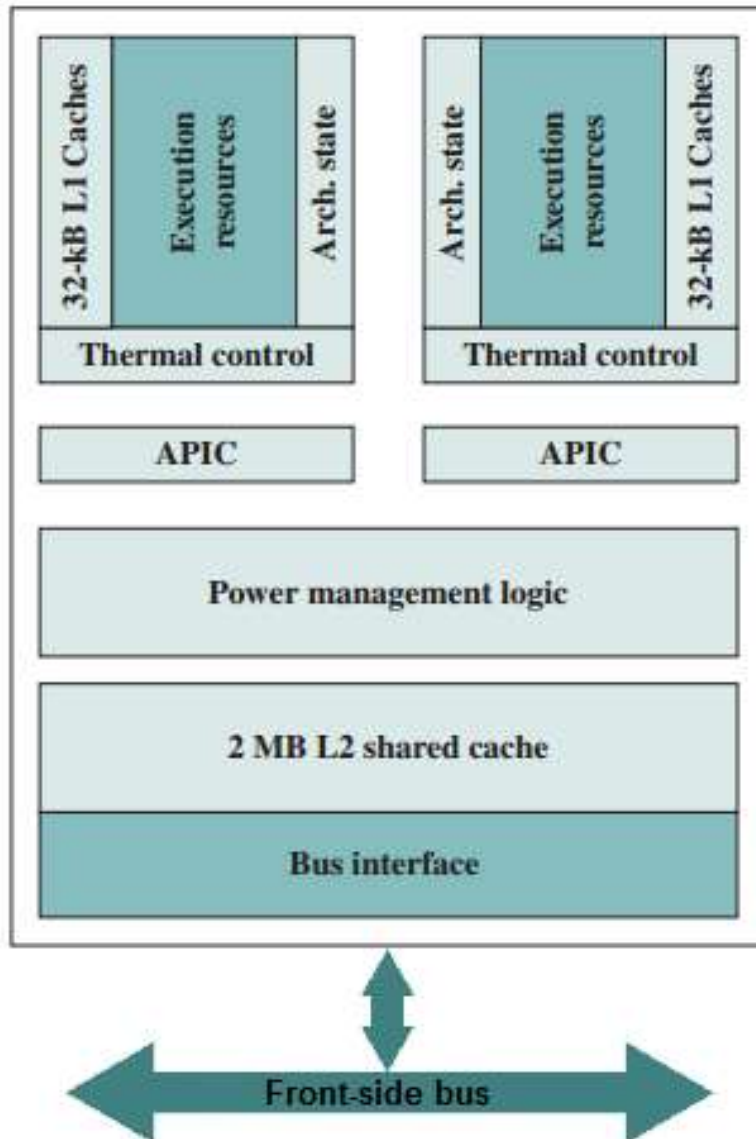 32-kB L1 Caches
Execution
resources
Arch. state
Arch. state
Execution
resources
32-kB L1 Caches
Thermal control
Thermal control
APIC
APIC
Power management logic
2 MB L2 shared cache
Bus interface
Front-side bus